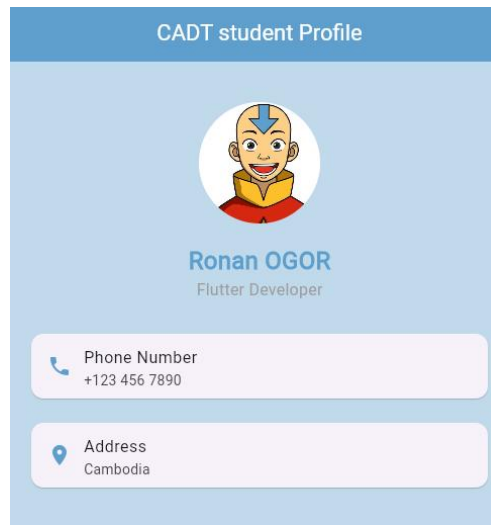 CADT student Profile
Ronan OGOR
Flutter Developer
Phone Number
+123 456 7890
Address
Cambodia